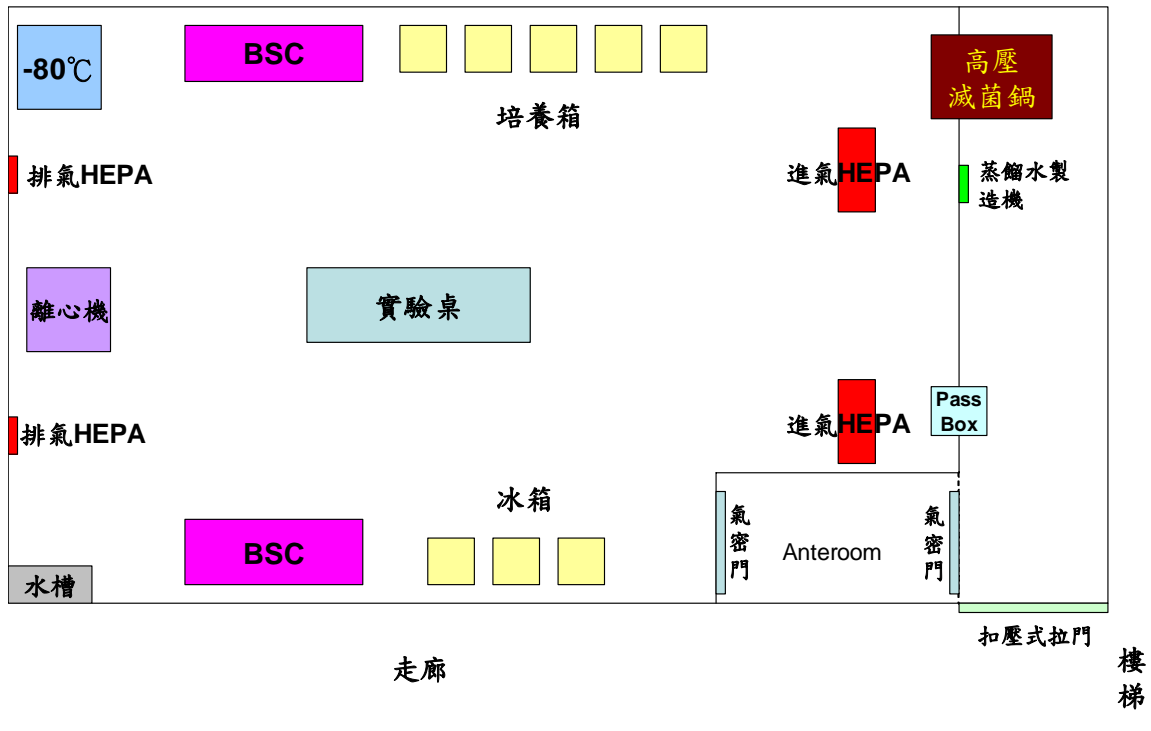 -80℃
BSC
高壓
滅菌鍋
培養箱
排氣HEPA
進氣HEPA
蒸餾水製
造機
離心機
實驗桌
排氣HEPA
進氣HEPA
Pass
Box
冰箱
BSC
氣密門
Anteroom
氣密門
水槽
扣壓式拉門
走廊
樓梯